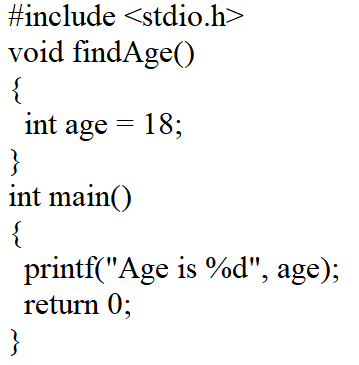 #include <stdio.h>
void findAge()
{
  int age = 18;
}
int main()
{
  printf("Age is %d", age);
  return 0;
}